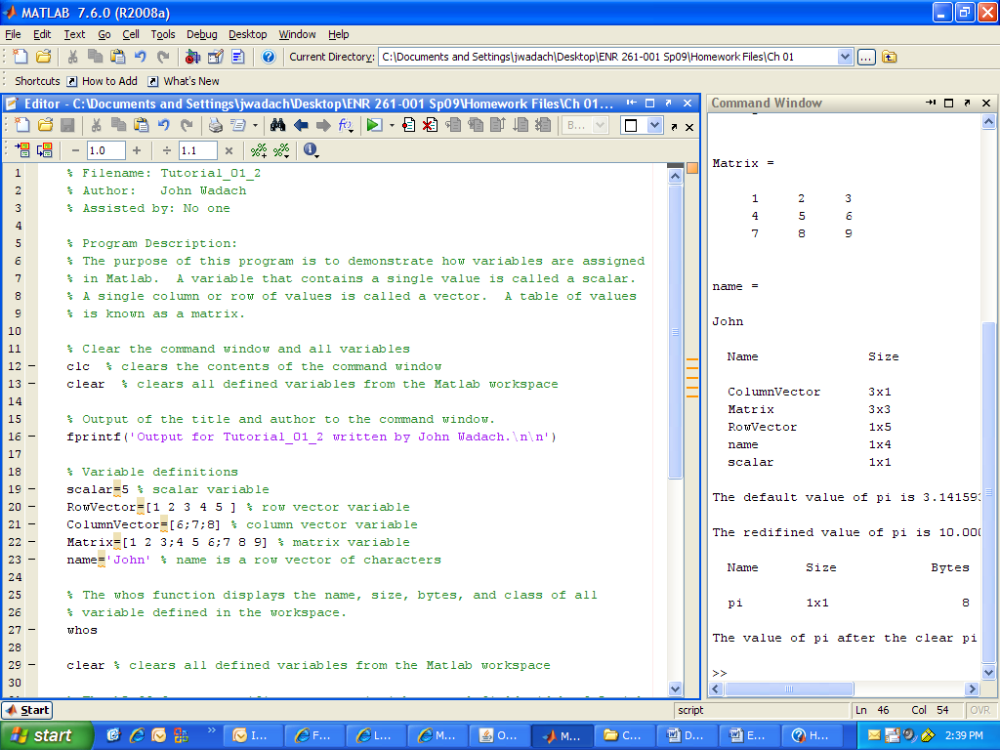 MATLAB 7.6.0 (R2008a)
File Edit Text Go Cell Tools Debug Desktop Window Help
Current Directory: C:\Documents and Settings\jwadach\Desktop\ENR 261-001 Sp09\Homework Files\Ch 01
Shortcuts How to Add What's New
Editor - C:\Documents and Settings\jwadach\Desktop\ENR 261-001 Sp09\Homework Files\Ch 01...
B...
- 1.0 + ÷ 1.1 ×
1 % Filename: Tutorial_01_2
2 % Author:   John Wadach
3 % Assisted by: No one
4
5 % Program Description:
6 % The purpose of this program is to demonstrate how variables are assigned
7 % in Matlab.  A variable that contains a single value is called a scalar.
8 % A single column or row of values is called a vector.  A table of values
9 % is known as a matrix.
10
11 % Clear the command window and all variables
12 - clc  % clears the contents of the command window
13 - clear  % clears all defined variables from the Matlab workspace
14
15 % Output of the title and author to the command window.
16 - fprintf('Output for Tutorial_01_2 written by John Wadach.\n\n')
17
18 % Variable definitions
19 - scalar=5 % scalar variable
20 - RowVector=[1 2 3 4 5 ] % row vector variable
21 - ColumnVector=[6;7;8] % column vector variable
22 - Matrix=[1 2 3;4 5 6;7 8 9] % matrix variable
23 - name='John' % name is a row vector of characters
24
25 % The whos function displays the name, size, bytes, and class of all
26 % variable defined in the workspace.
27 - whos
28
29 - clear % clears all defined variables from the Matlab workspace
30
Command Window
Matrix =
1 2 3
4 5 6
7 8 9
name =
John
Name Size
ColumnVector 3x1
Matrix 3x3
RowVector 1x5
name 1x4
scalar 1x1
The default value of pi is 3.14159
The redifined value of pi is 10.00
Name Size Bytes
pi 1x1 8
The value of pi after the clear pi
>>
Start
script Ln 46 Col 54 OVR
start » I... F... L... M... O... M... C... D... E... H... 2:39 PM